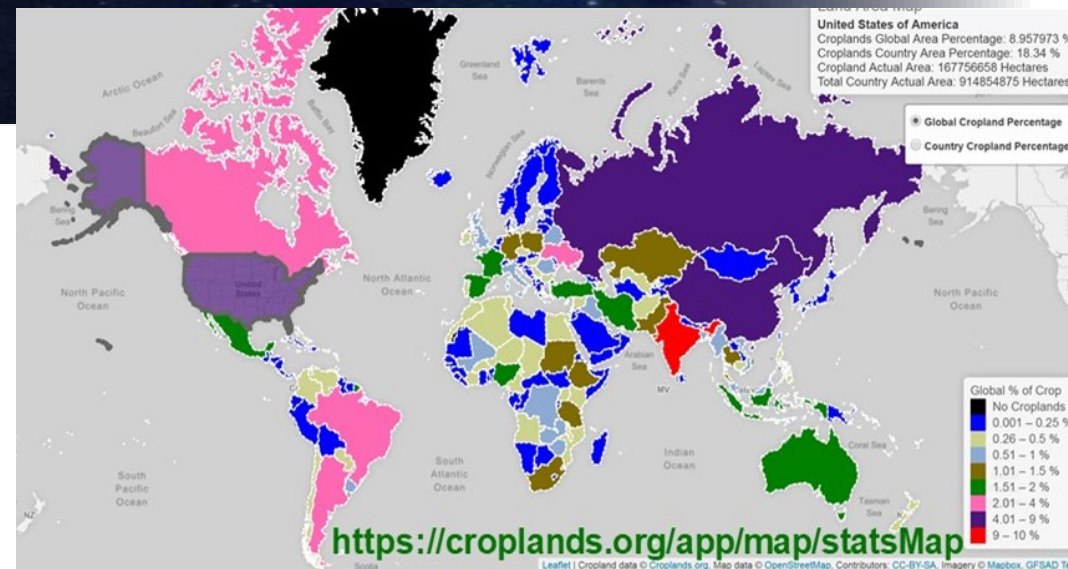 Land Area Map
United States of America
Croplands Global Area Percentage: 8.957973 %
Croplands Country Area Percentage: 18.34 %
Cropland Actual Area: 167756658 Hectares
Total Country Actual Area: 914854875 Hectares
Global Cropland Percentage
Country Cropland Percentage
Arctic Ocean
Beaufort Sea
Baffin Bay
Greenland
Sea
Norwegian Sea
Barents
Sea
Kara Sea
Laptev Sea
Bering
Sea
Bering
Sea
United
States
North Pacific
Ocean
North Atlantic
Ocean
North Pacific
Ocean
Arabian
Sea
MV
South
Pacific
Ocean
South
Atlantic
Ocean
Indian
Ocean
Coral Sea
Tasman
Sea
NZ
Scotia
Global % of Crop
No Croplands
0.001 – 0.25 %
0.26 – 0.5 %
0.51 – 1 %
1.01 – 1.5 %
1.51 – 2 %
2.01 – 4 %
4.01 – 9 %
9 – 10 %
https://croplands.org/app/map/statsMap
Leaflet | Cropland data © Croplands.org, Map data © OpenStreetMap, Contributors: CC-BY-SA, Imagery © Mapbox, GFSAD